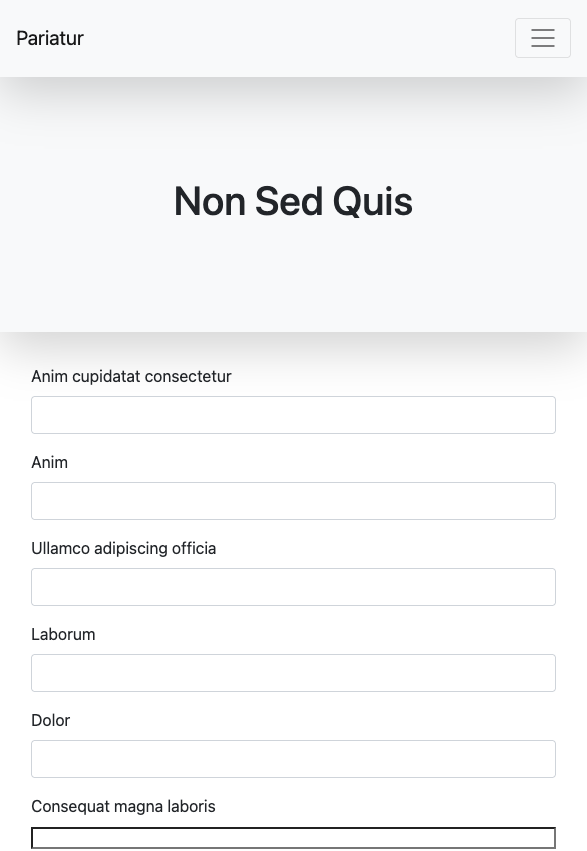 Pariatur
Non Sed Quis
Anim cupidatat consectetur
Anim
Ullamco adipiscing officia
Laborum
Dolor
Consequat magna laboris